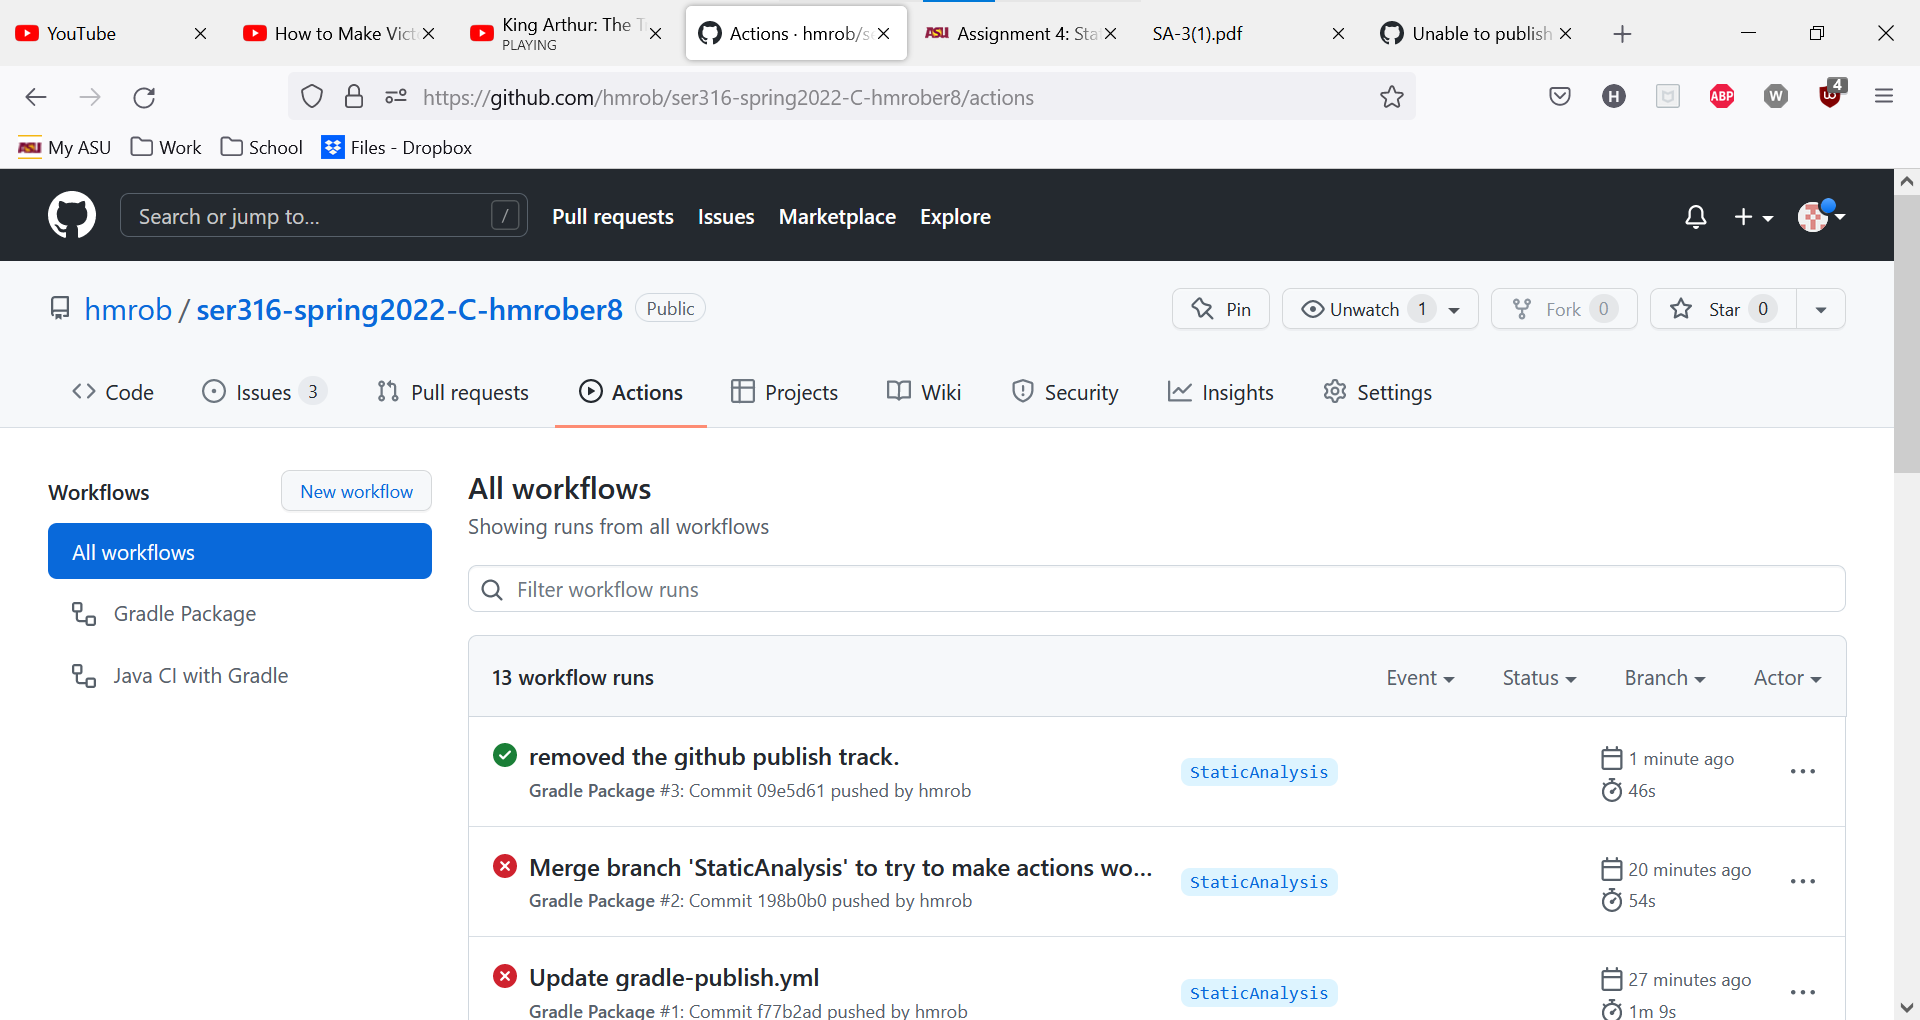 YouTube
How to Make Vict
King Arthur: The T
PLAYING
Actions · hmrob/se
ASU Assignment 4: Sta
SA-3(1).pdf
Unable to publish
https://github.com/hmrob/ser316-spring2022-C-hmrober8/actions
H
ABP
W
4
ASU My ASU
Work
School
Files - Dropbox
Search or jump to...
/
Pull requests
Issues
Marketplace
Explore
hmrob / ser316-spring2022-C-hmrober8
Public
Pin
Unwatch 1
Fork 0
Star 0
Code
Issues 3
Pull requests
Actions
Projects
Wiki
Security
Insights
Settings
Workflows
New workflow
All workflows
Gradle Package
Java CI with Gradle
All workflows
Showing runs from all workflows
Filter workflow runs
13 workflow runs
Event
Status
Branch
Actor
removed the github publish track.
Gradle Package #3: Commit 09e5d61 pushed by hmrob
StaticAnalysis
1 minute ago
46s
Merge branch 'StaticAnalysis' to try to make actions wo...
Gradle Package #2: Commit 198b0b0 pushed by hmrob
StaticAnalysis
20 minutes ago
54s
Update gradle-publish.yml
Gradle Package #1: Commit f77b2ad pushed by hmrob
StaticAnalysis
27 minutes ago
1m 9s